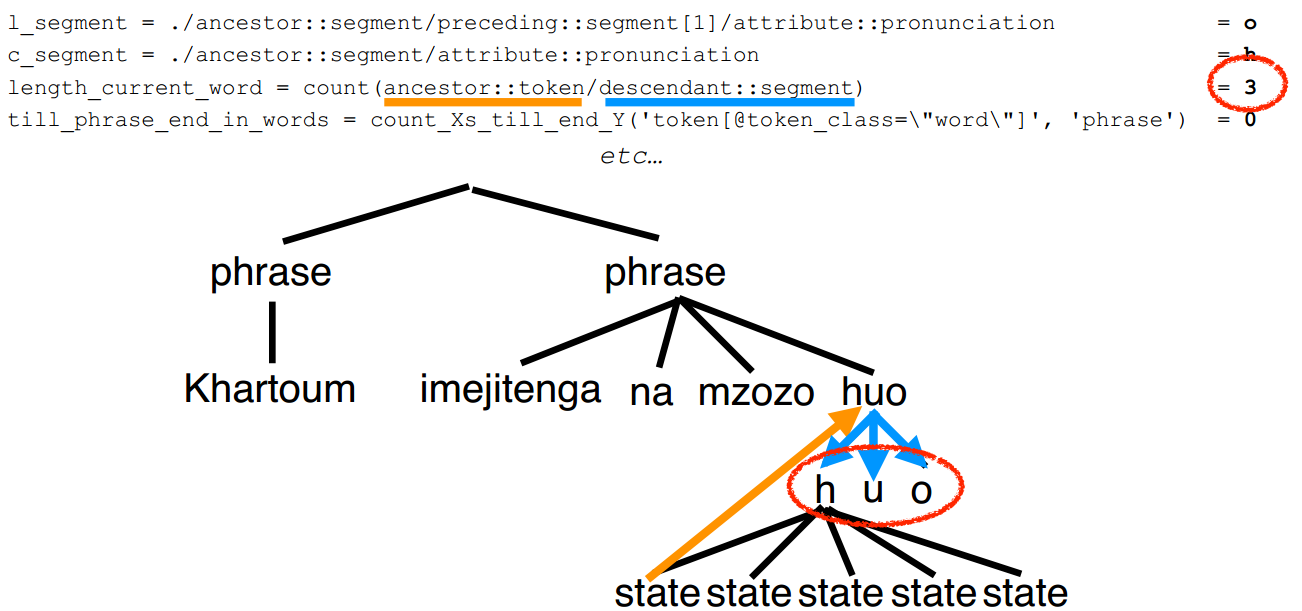 l_segment = ./ancestor::segment/preceding::segment[1]/attribute::pronunciation = o
c_segment = ./ancestor::segment/attribute::pronunciation = h
length_current_word = count(ancestor::token/descendant::segment) = 3
till_phrase_end_in_words = count_Xs_till_end_Y('token[@token_class=\"word\"]', 'phrase') = 0
etc…
phrase phrase
Khartoum imejitenga na mzozo huo
h u o
state state state state state